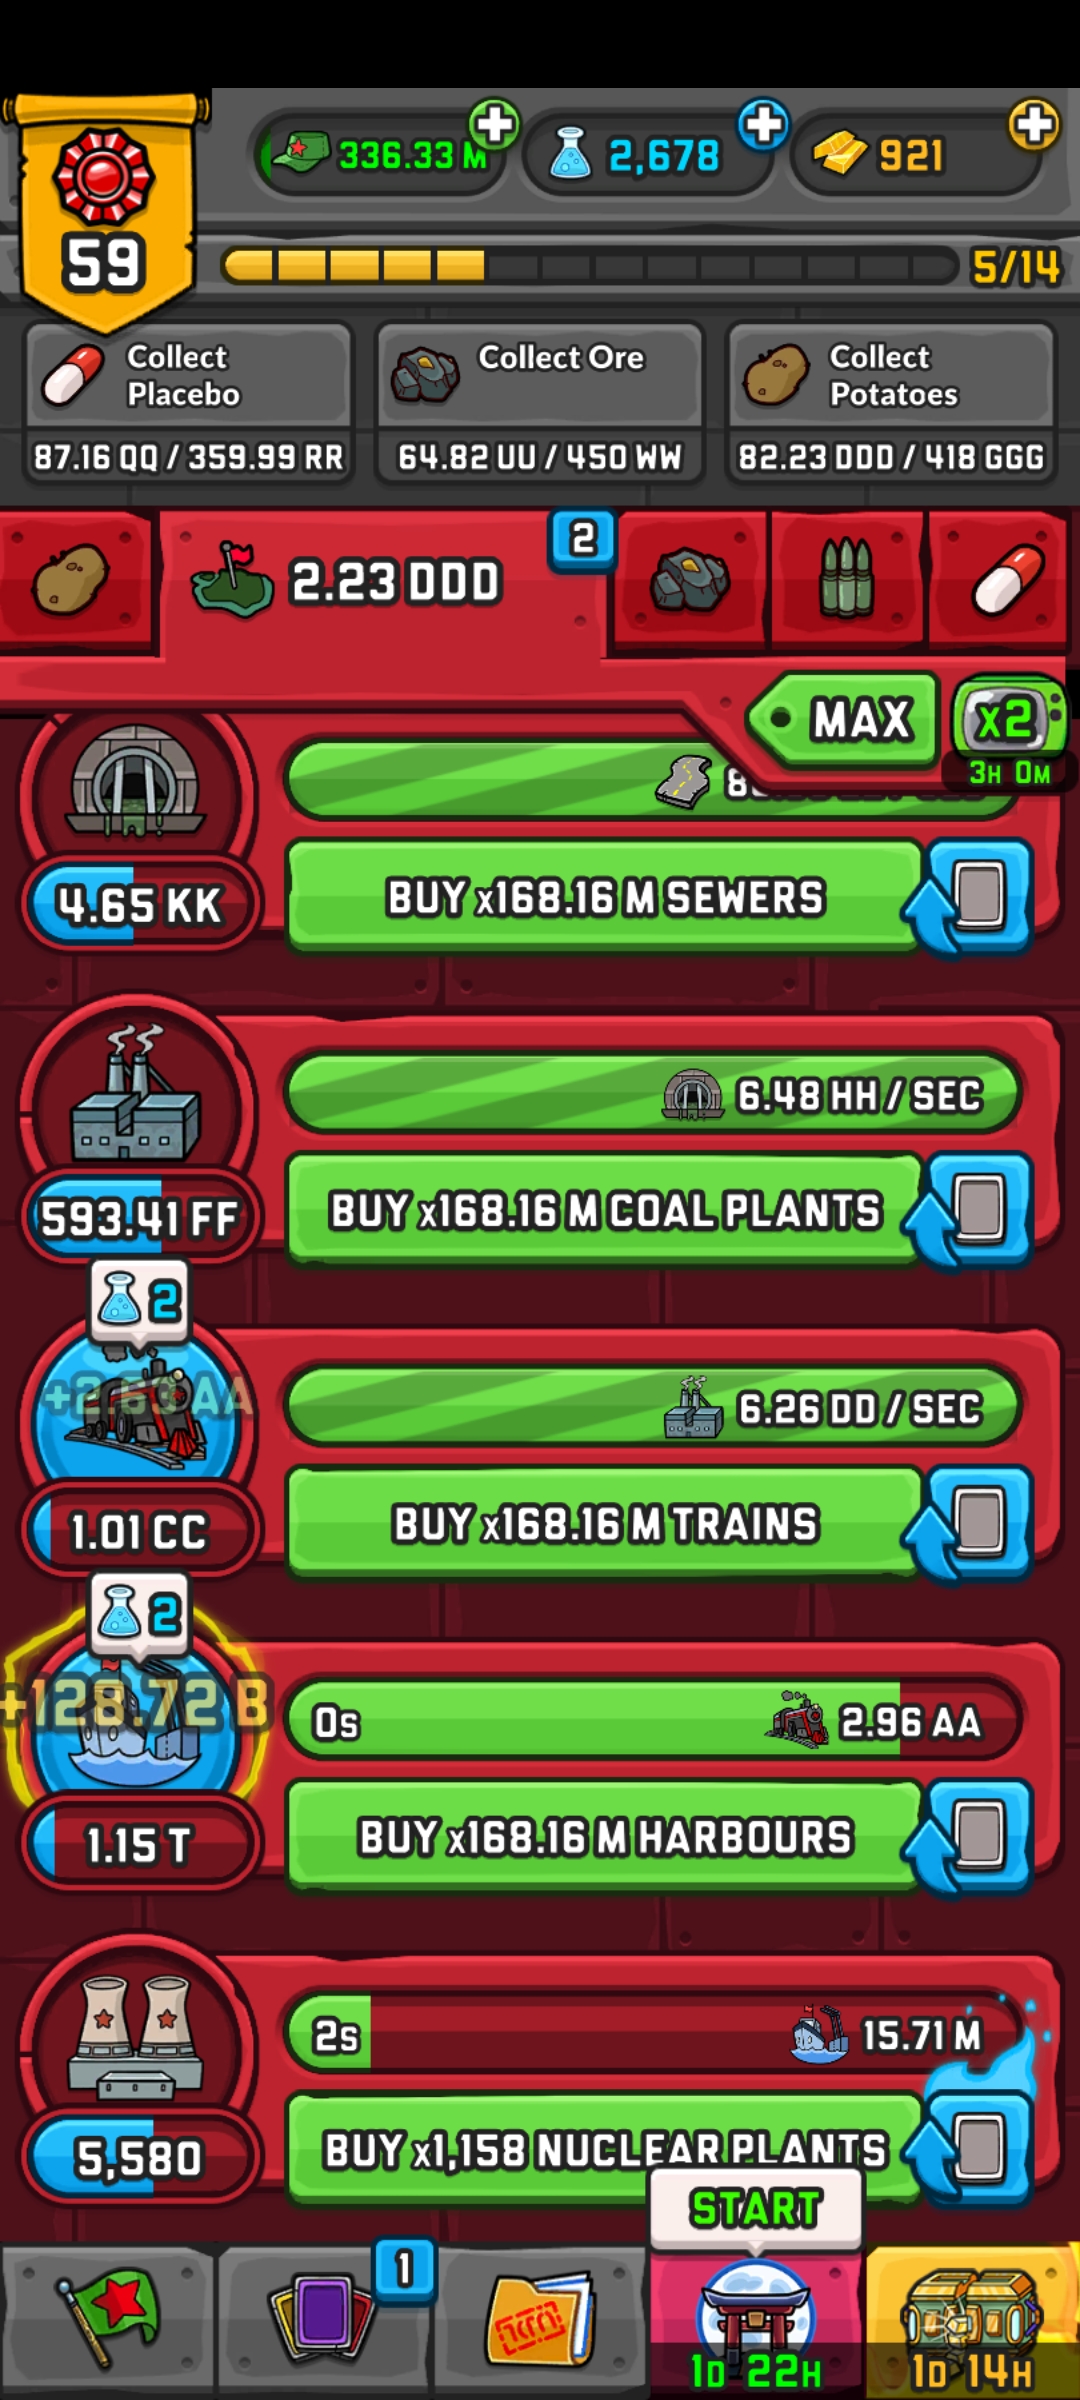 59
336.33 M
2,678
921
5/14
Collect
Placebo
87.16 QQ / 359.99 RR
Collect Ore
64.82 UU / 450 WW
Collect
Potatoes
82.23 DDD / 418 GGG
2.23 DDD
2
MAX
x2
3H 0M
4.65 KK
BUY x168.16 M SEWERS
593.41 FF
6.48 HH / SEC
BUY x168.16 M COAL PLANTS
2
6.26 DD / SEC
1.01 CC
BUY x168.16 M TRAINS
2
+128.72 B
0s
2.96 AA
1.15 T
BUY x168.16 M HARBOURS
2s
15.71 M
5,580
BUY x1,158 NUCLEAR PLANTS
START
1
1D 22H
1D 14H